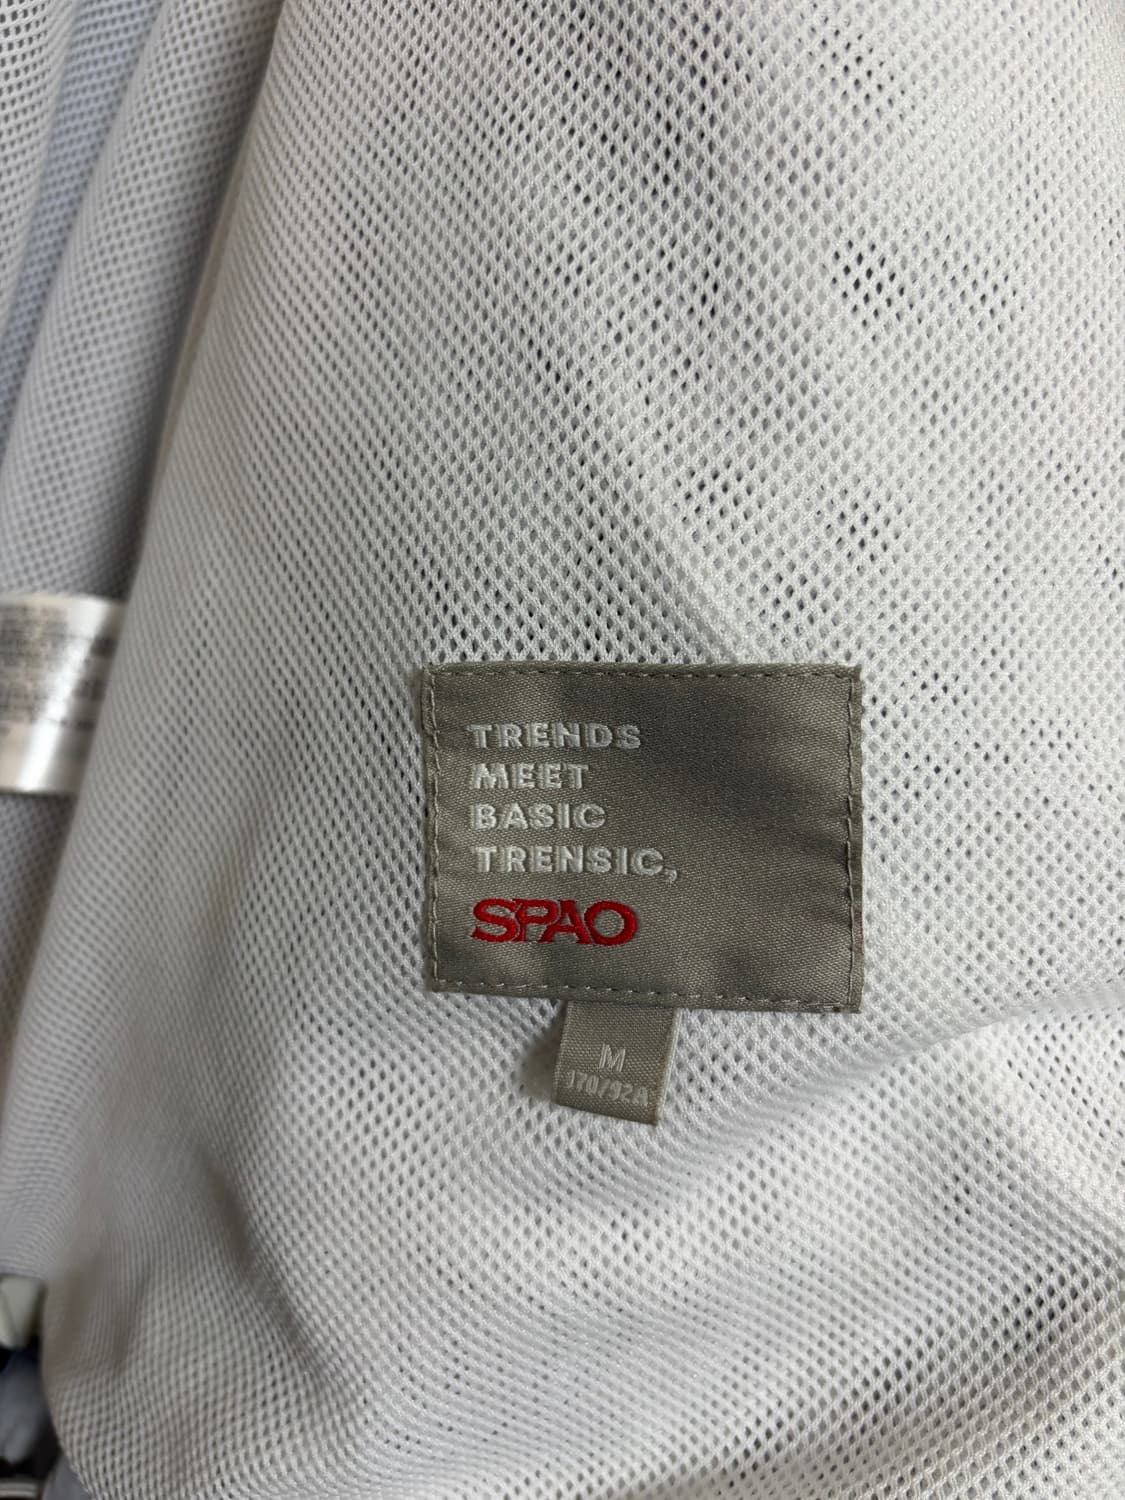 TRENDS
MEET
BASIC
TRENSIC,
SPAO
M
170/92A